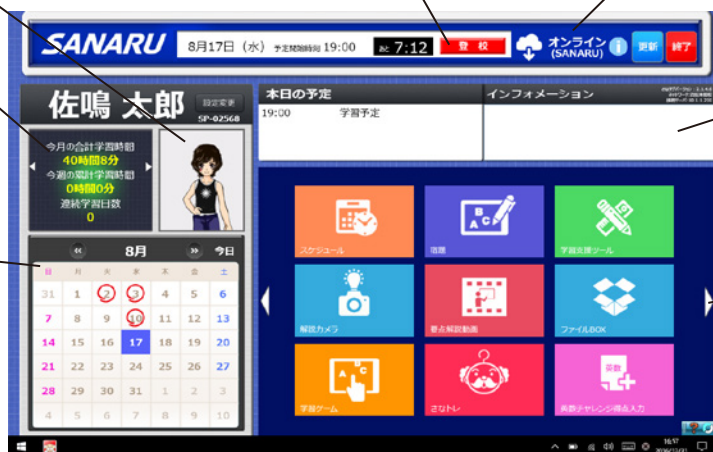 SANARU
8月17日（水） 予定開始時刻 19:00
あと 7:12
登 校
オンライン
(SANARU)
i
更新
終了
佐鳴 太郎
設定変更
SP-02568
今月の合計学習時間
40時間8分
今週の累計学習時間
0時間0分
連続学習日数
0
本日の予定
インフォメーション
19:00 学習予定
« 8月 » 今日
日 月 火 水 木 金 土
31 1 2 3 4 5 6
7 8 9 10 11 12 13
14 15 16 17 18 19 20
21 22 23 24 25 26 27
28 29 30 31 1 2 3
4 5 6 7 8 9 10
スケジュール
宿題
学習支援ツール
解説カメラ
要点解説動画
ファイルBOX
学習ゲーム
さなトレ
英数チャレンジ得点入力
A B C
英数
16:57